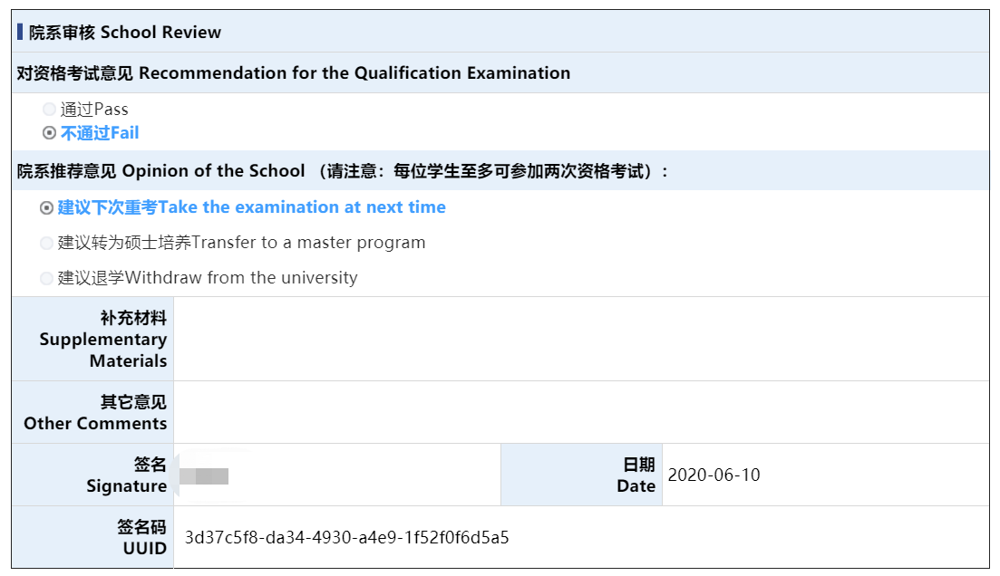 院系审核 School Review
对资格考试意见 Recommendation for the Qualification Examination
通过Pass
不通过Fail
院系推荐意见 Opinion of the School （请注意：每位学生至多可参加两次资格考试）：
建议下次重考Take the examination at next time
建议转为硕士培养Transfer to a master program
建议退学Withdraw from the university
补充材料
Supplementary
Materials
其它意见
Other Comments
签名
Signature
日期
Date
2020-06-10
签名码
UUID
3d37c5f8-da34-4930-a4e9-1f52f0f6d5a5